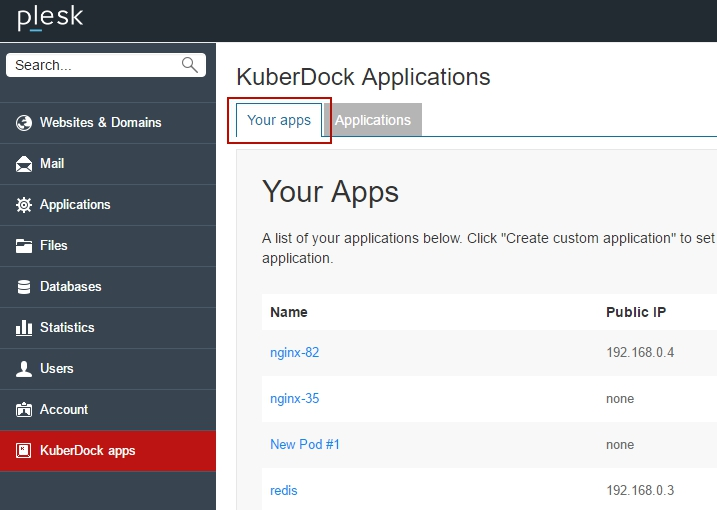 plesk
Search...
Websites & Domains
Mail
Applications
Files
Databases
Statistics
Users
Account
KuberDock apps
KuberDock Applications
Your apps Applications
Your Apps
A list of your applications below. Click "Create custom application" to set
application.
Name Public IP
nginx-82 192.168.0.4
nginx-35 none
New Pod #1 none
redis 192.168.0.3